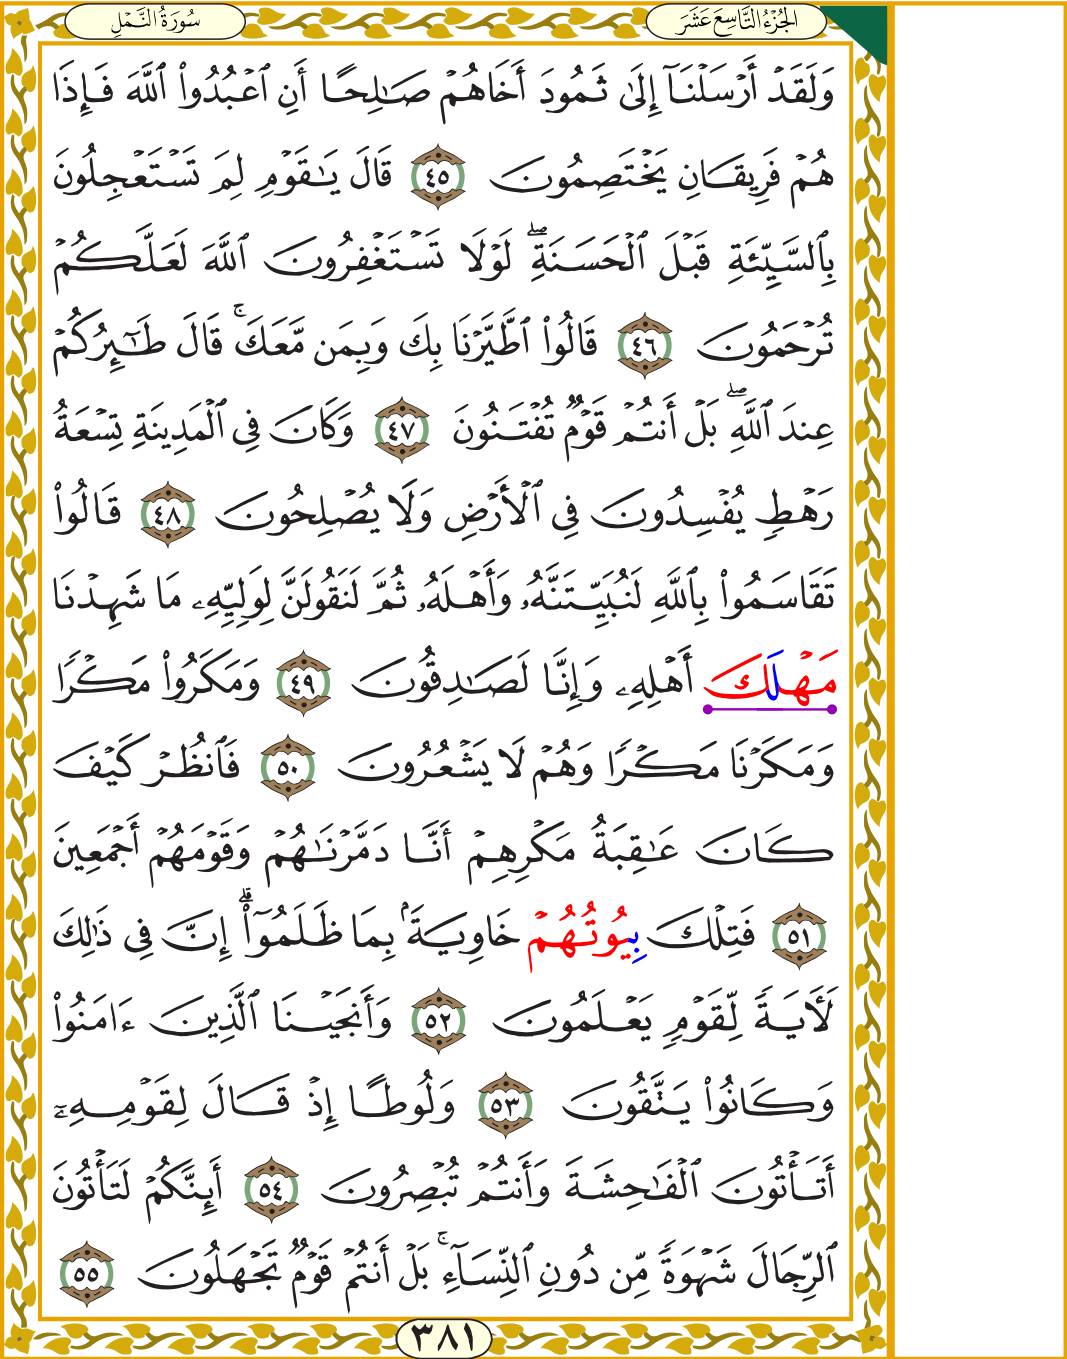 الجُزْءُ التَّاسِعَ عَشَرَ
سُورَةُ النَّمْلِ
وَلَقَدۡ أَرۡسَلۡنَآ إِلَىٰ ثَمُودَ أَخَاهُمۡ صَٰلِحًا أَنِ ٱعۡبُدُواْ ٱللَّهَ فَإِذَا
هُمۡ فَرِيقَانِ يَخۡتَصِمُونَ ٤٥ قَالَ يَٰقَوۡمِ لِمَ تَسۡتَعۡجِلُونَ
بِٱلسَّيِّئَةِ قَبۡلَ ٱلۡحَسَنَةِۖ لَوۡلَا تَسۡتَغۡفِرُونَ ٱللَّهَ لَعَلَّكُمۡ
تُرۡحَمُونَ ٤٦ قَالُواْ ٱطَّيَّرۡنَا بِكَ وَبِمَن مَّعَكَۚ قَالَ طَٰٓئِرُكُمۡ
عِندَ ٱللَّهِۖ بَلۡ أَنتُمۡ قَوۡمٞ تُفۡتَنُونَ ٤٧ وَكَانَ فِي ٱلۡمَدِينَةِ تِسۡعَةُ
رَهۡطٖ يُفۡسِدُونَ فِي ٱلۡأَرۡضِ وَلَا يُصۡلِحُونَ ٤٨ قَالُواْ
تَقَاسَمُواْ بِٱللَّهِ لَنُبَيِّتَنَّهُۥ وَأَهۡلَهُۥ ثُمَّ لَنَقُولَنَّ لِوَلِيِّهِۦ مَا شَهِدۡنَا
مَهۡلَكَ أَهۡلِهِۦ وَإِنَّا لَصَٰدِقُونَ ٤٩ وَمَكَرُواْ مَكۡرٗا
وَمَكَرۡنَا مَكۡرٗا وَهُمۡ لَا يَشۡعُرُونَ ٥٠ فَٱنظُرۡ كَيۡفَ
كَانَ عَٰقِبَةُ مَكۡرِهِمۡ أَنَّا دَمَّرۡنَٰهُمۡ وَقَوۡمَهُمۡ أَجۡمَعِينَ
٥١ فَتِلۡكَ بِيُوتُهُمۡ خَاوِيَةَۢ بِمَا ظَلَمُوٓاْۗ إِنَّ فِي ذَٰلِكَ
لَأٓيَةٗ لِّقَوۡمٖ يَعۡلَمُونَ ٥٢ وَأَنجَيۡنَا ٱلَّذِينَ ءَامَنُواْ
وَكَانُواْ يَتَّقُونَ ٥٣ وَلُوطًا إِذۡ قَالَ لِقَوۡمِهِۦٓ
أَتَأۡتُونَ ٱلۡفَٰحِشَةَ وَأَنتُمۡ تُبۡصِرُونَ ٥٤ أَئِنَّكُمۡ لَتَأۡتُونَ
ٱلرِّجَالَ شَهۡوَةٗ مِّن دُونِ ٱلنِّسَآءِۚ بَلۡ أَنتُمۡ قَوۡمٞ تَجۡهَلُونَ ٥٥
٣٨١